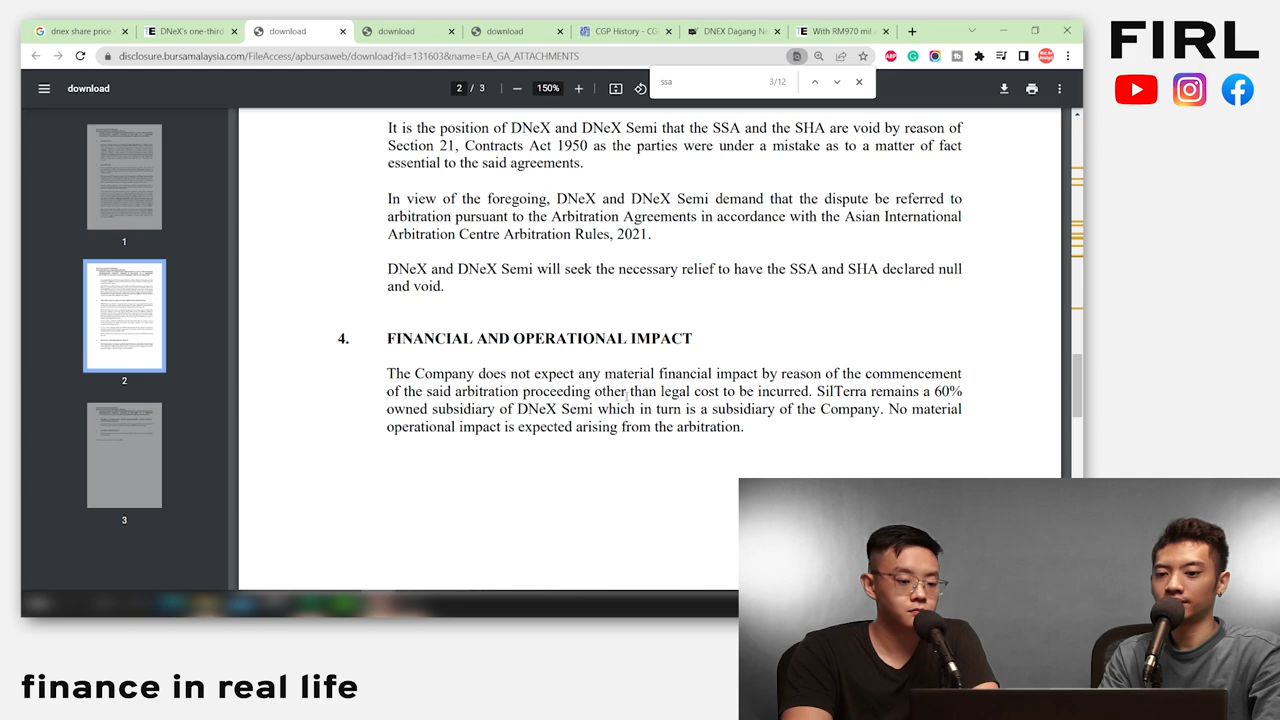 dnex share price
DNeX's one-third
download
download
download
CGP History - CG
DNEX Dagang Ne
With RM970 mil
disclosure.bursamalaysia.com/FileAccess/apbursaweb/download?id=131603&name=EA_GA_ATTACHMENTS
download
2 / 3
150%
ssa
3/12
1
2
3
It is the position of DNeX and DNeX Semi that the SSA and the SHA are void by reason of
Section 21, Contracts Act 1950 as the parties were under a mistake as to a matter of fact
essential to the said agreements.
In view of the foregoing, DNeX and DNeX Semi demand that the dispute be referred to
arbitration pursuant to the Arbitration Agreements in accordance with the Asian International
Arbitration Centre Arbitration Rules, 2021
DNeX and DNeX Semi will seek the necessary relief to have the SSA and SHA declared null
and void.
4. FINANCIAL AND OPERATIONAL IMPACT
The Company does not expect any material financial impact by reason of the commencement
of the said arbitration proceeding other than legal cost to be incurred. SilTerra remains a 60%
owned subsidiary of DNeX Semi which in turn is a subsidiary of the Company. No material
operational impact is expected arising from the arbitration.
FIRL
finance in real life